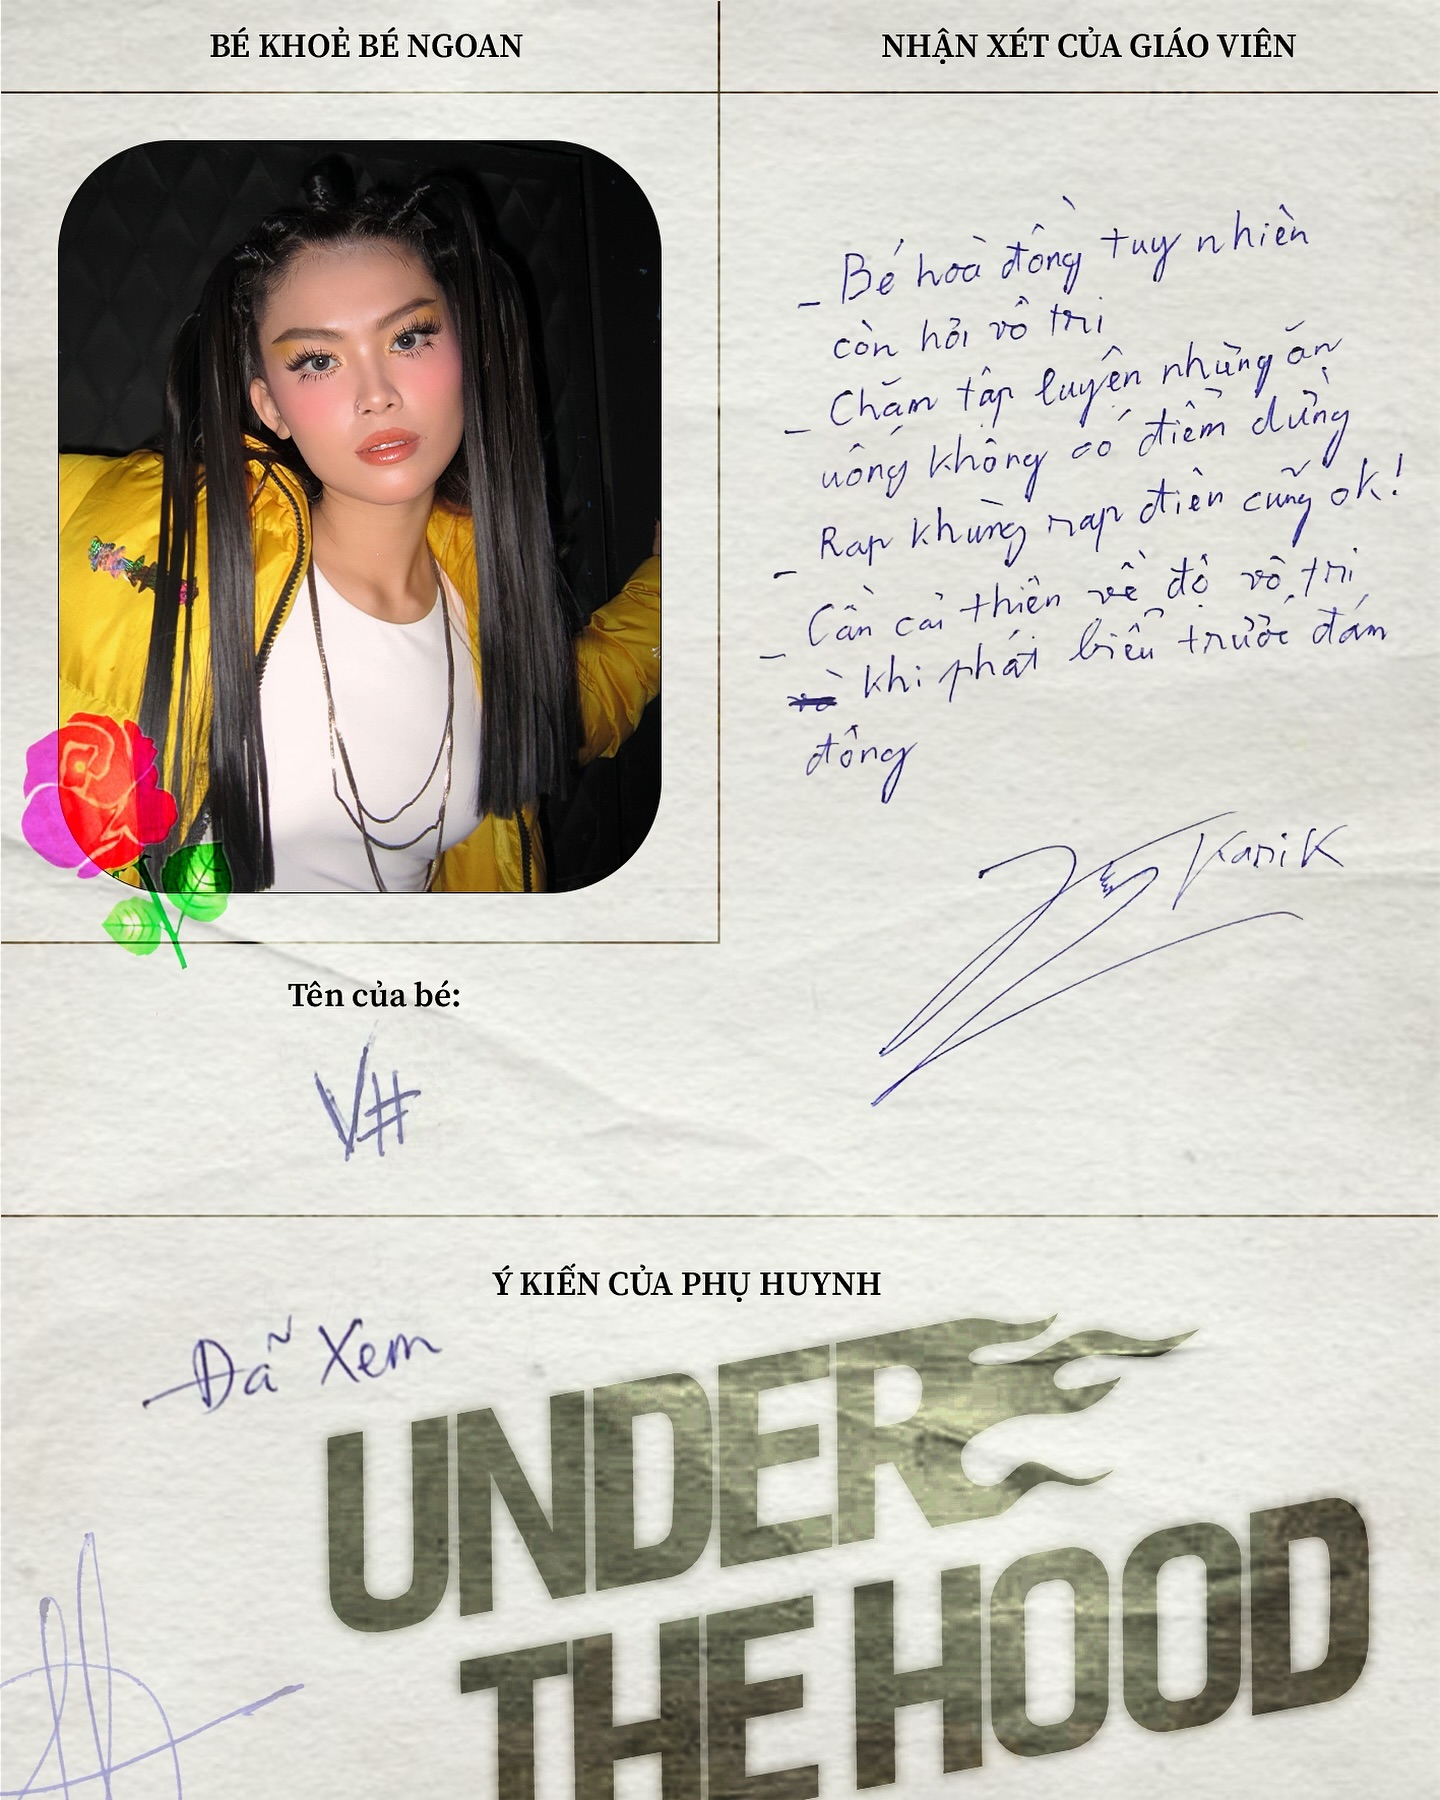 BÉ KHOẺ BÉ NGOAN
NHẬN XÉT CỦA GIÁO VIÊN
- Bé hoà đồng tuy nhiên
còn hỏi vô tri
- Chăm tập luyện nhưng ăn
uống không có điểm dừng
- Rap khùng rap điên cũng ok!
- Cần cải thiện về độ vô tri
khi phát biểu trước đám
đông
KariK
Tên của bé:
V#
Ý KIẾN CỦA PHỤ HUYNH
Đã Xem
UNDER
THE HOOD